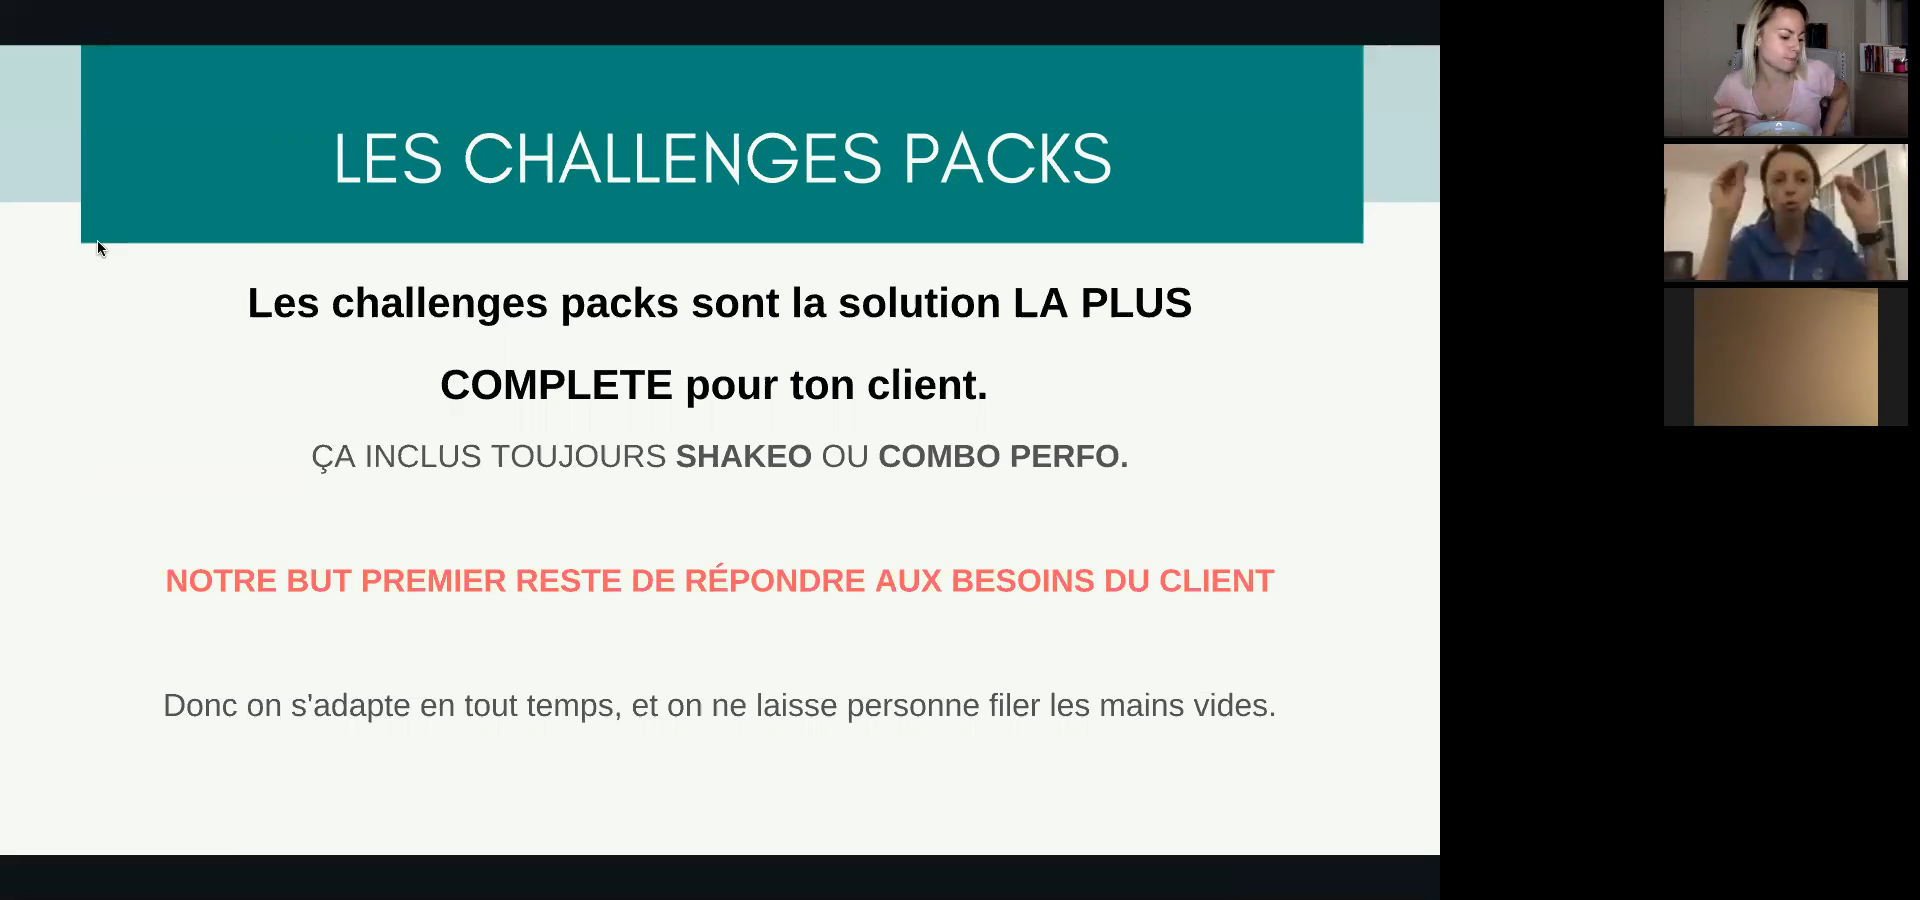 LES CHALLENGES PACKS
Les challenges packs sont la solution LA PLUS
COMPLETE pour ton client.
ÇA INCLUS TOUJOURS SHAKEO OU COMBO PERFO.
NOTRE BUT PREMIER RESTE DE RÉPONDRE AUX BESOINS DU CLIENT
Donc on s'adapte en tout temps, et on ne laisse personne filer les mains vides.